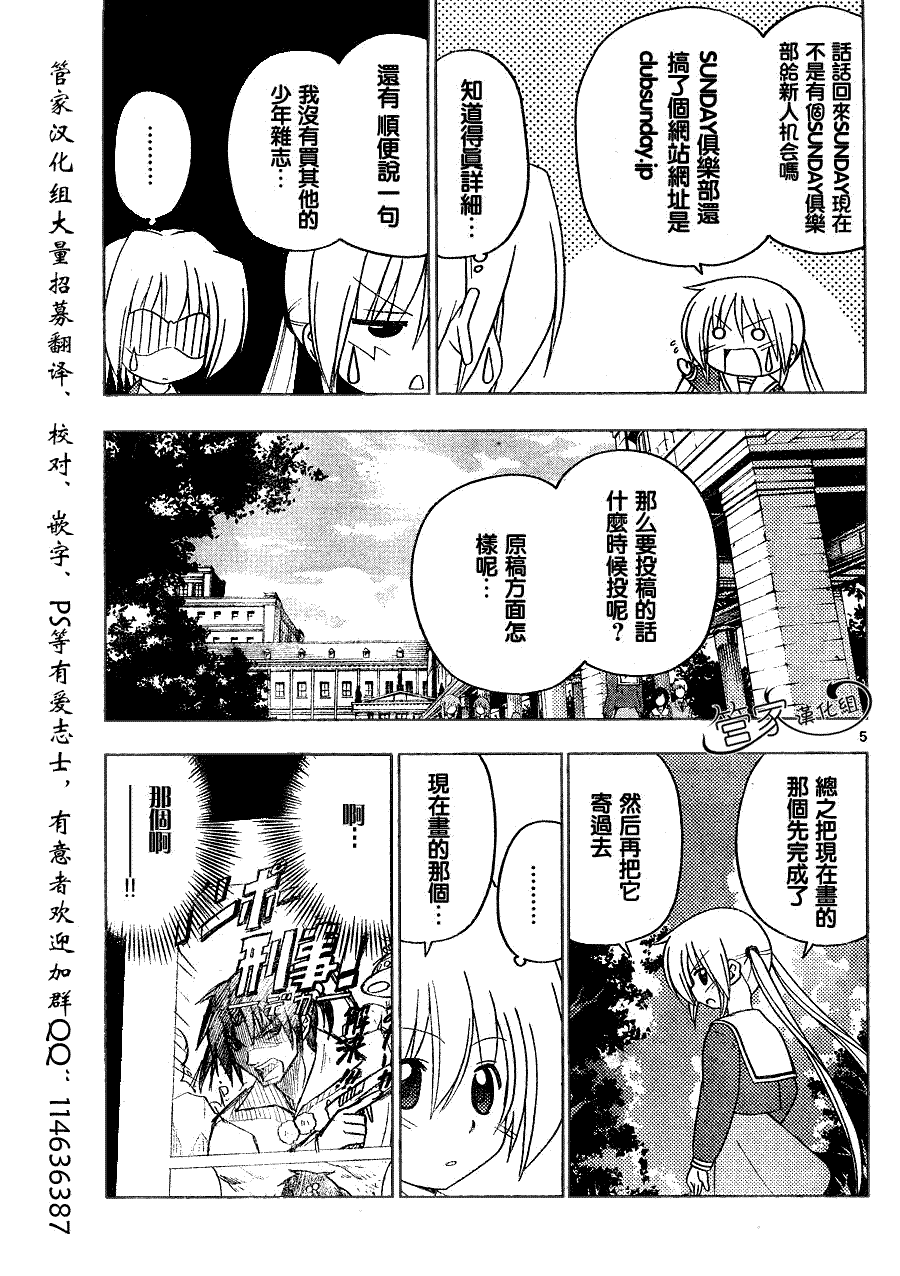 話話回來SUNDAY現在
不是有個SUNDAY俱樂
部給新人机会嗎
SUNDAY俱樂部還
搞了個網站網址是
clubsunday.jp
知道得眞詳細…
還有 順便說一句
我沒有買其他的
少年雜志…
………
那么要投稿的話
什麼時候投呢?
原稿方面怎
樣呢…
管家漢化組
5
總之把現在畫的
那個先完成了
然后再把它
寄過去
………
現在畫的那個…
啊…
那個啊
——!!
刑事!
解
管家汉化组大量招募翻译、校对、嵌字、PS等有爱志士，有意者欢迎加群QQ：114636387